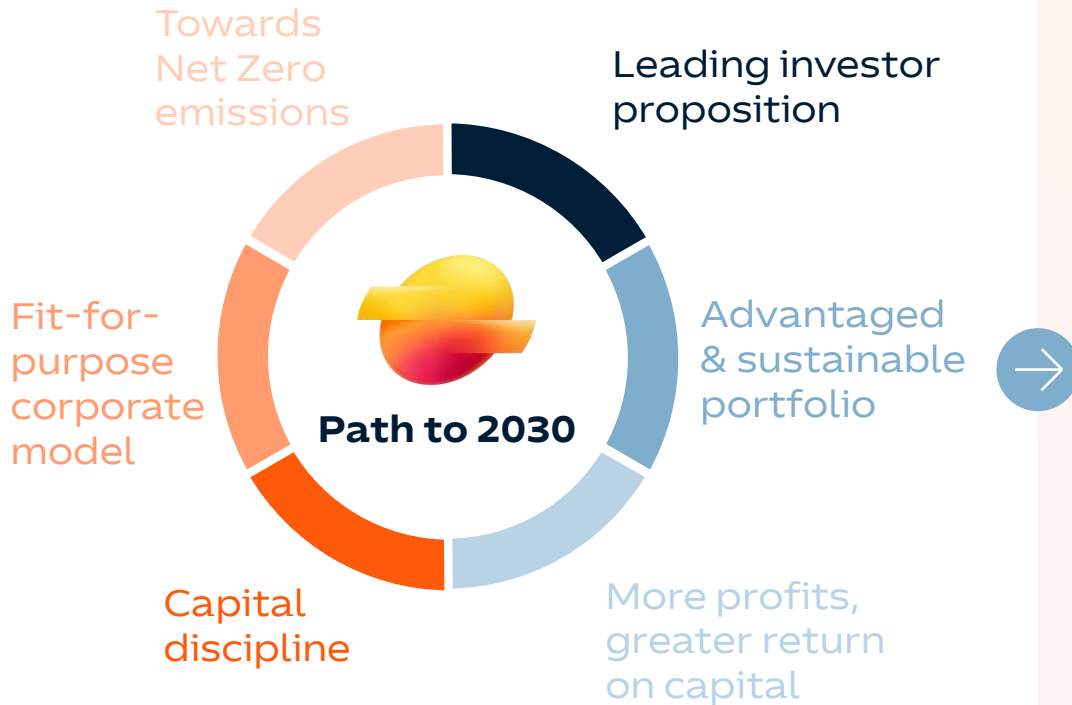 Towards
Net Zero
emissions
Leading investor
proposition
Advantaged
& sustainable
portfolio
More profits,
greater return
on capital
Capital
discipline
Fit-for-
purpose
corporate
model
Path to 2030